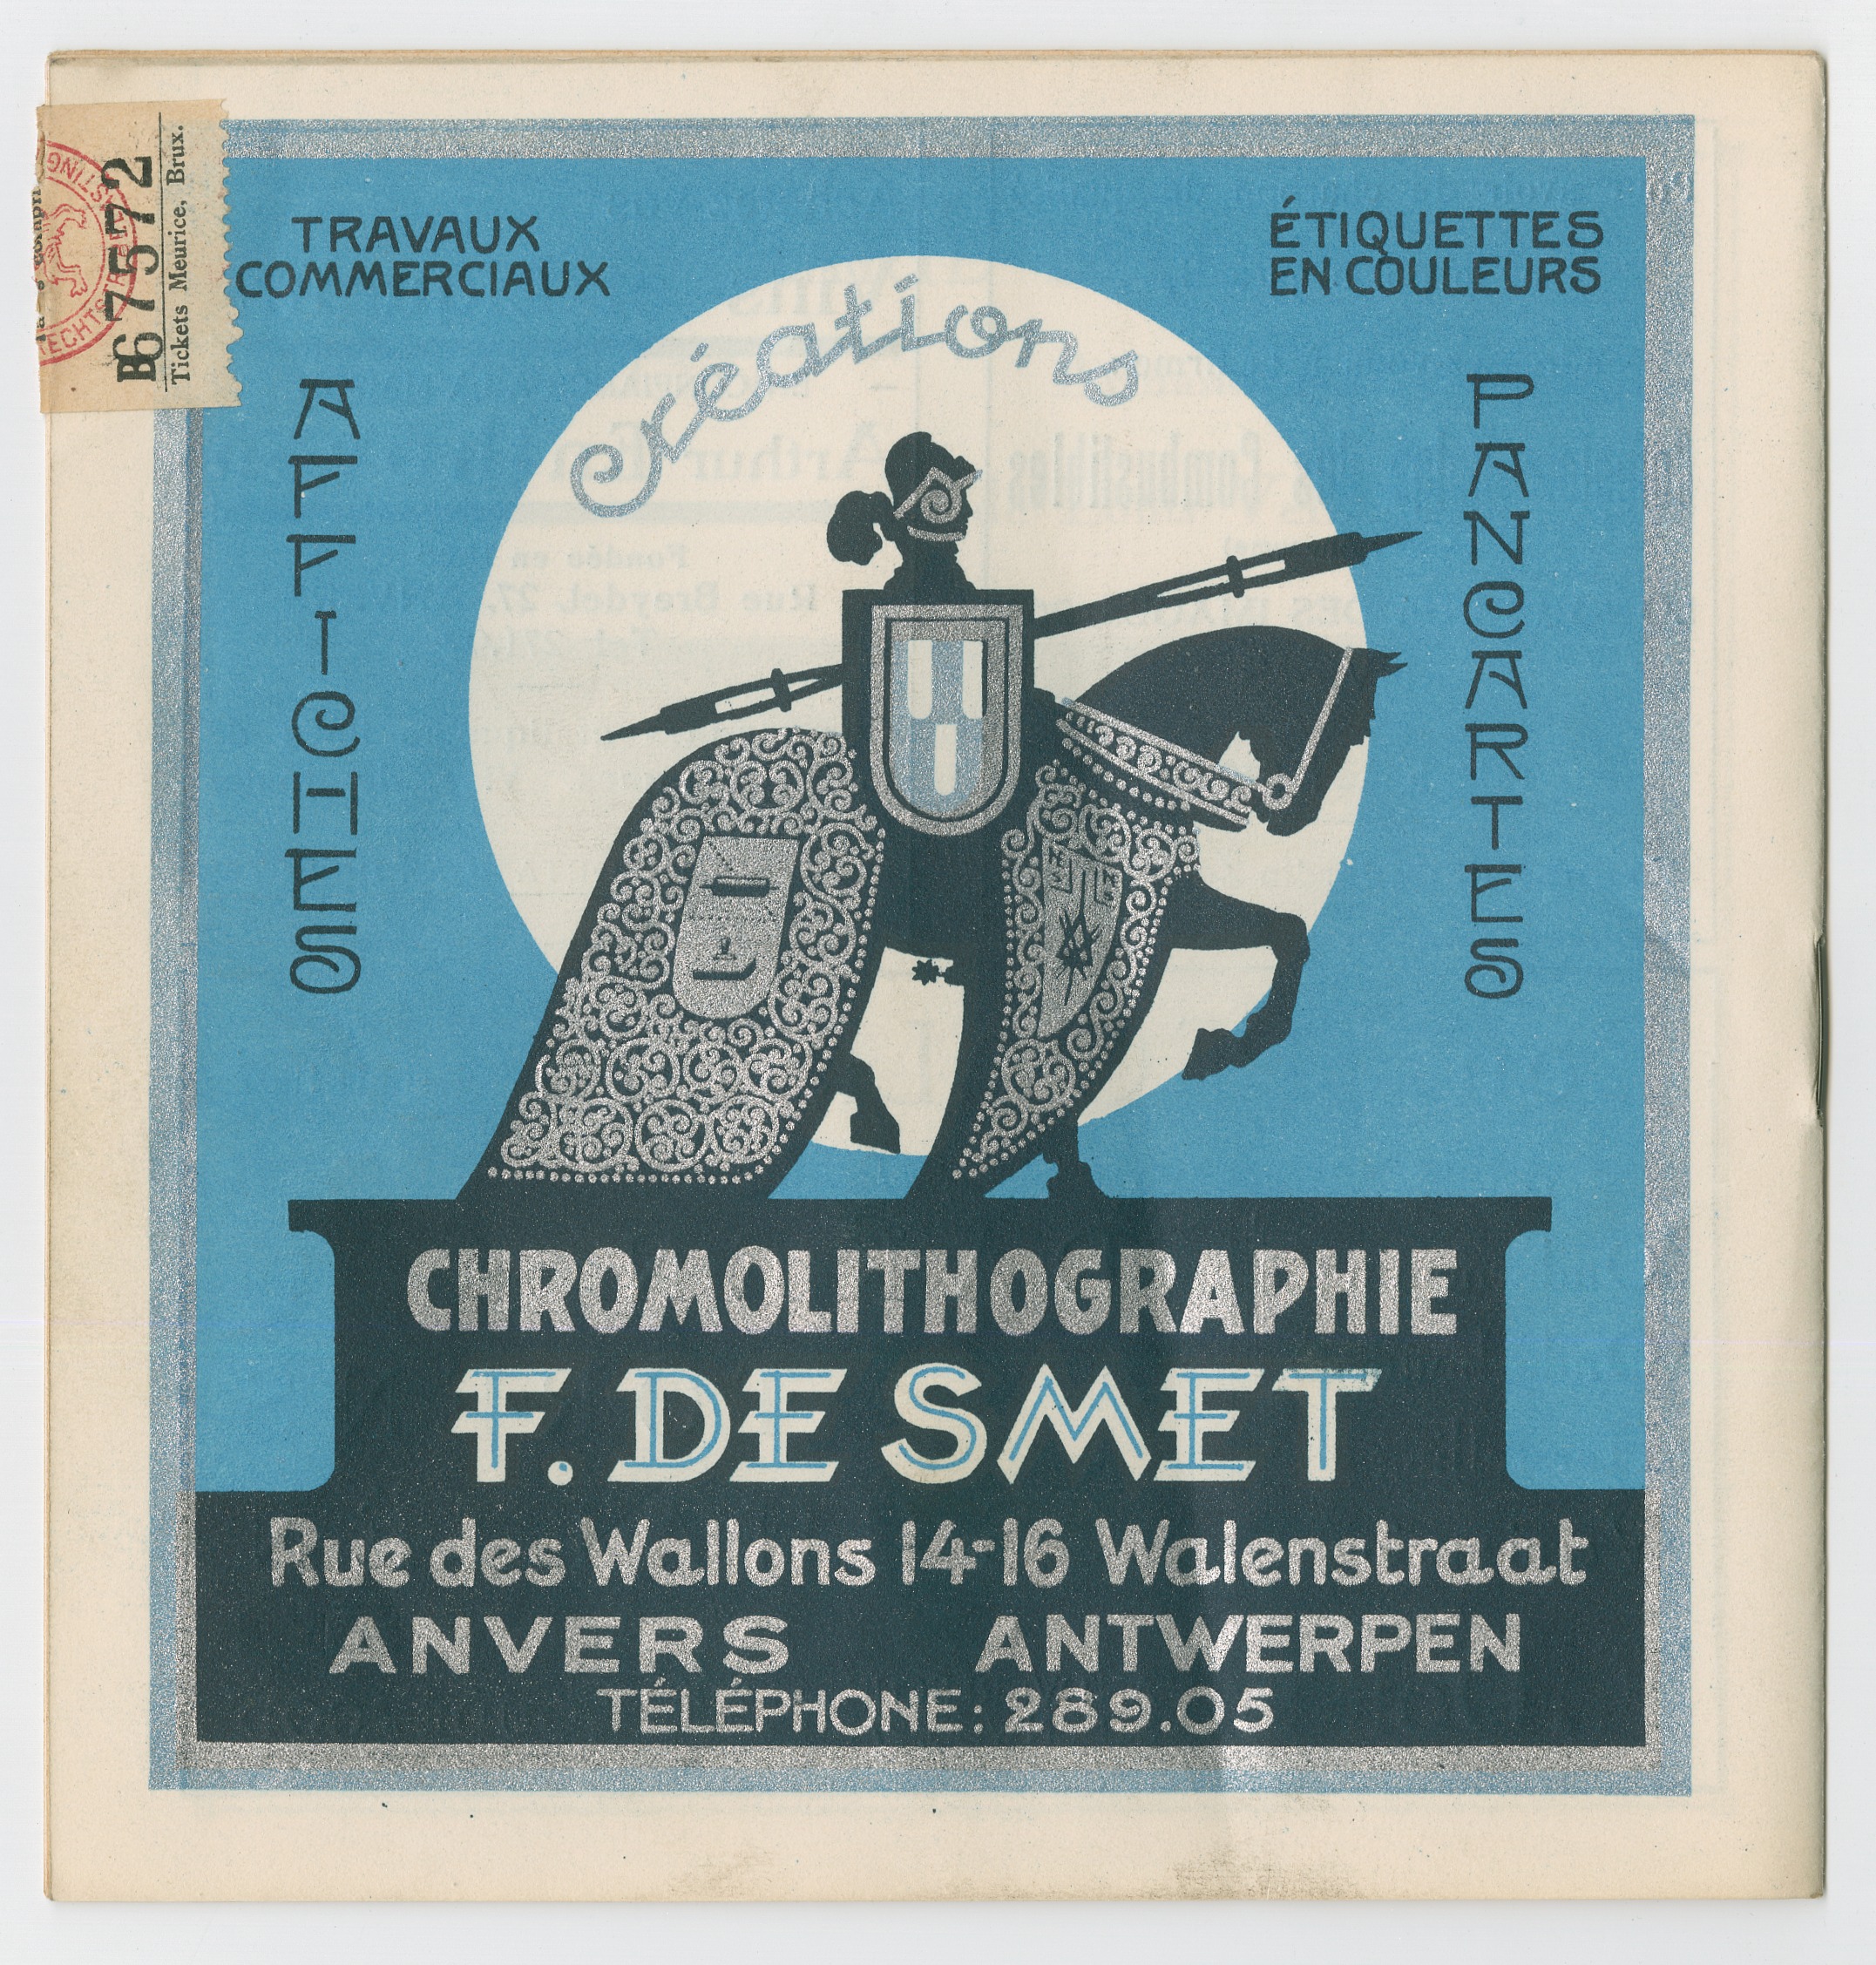 B67572
Tickets Meurice, Brux.
TRAVAUX
COMMERCIAUX
ÉTIQUETTES
EN COULEURS
créations
AFFICHES
PANCARTES
CHROMOLITHOGRAPHIE
F. DE SMET
Rue des Wallons 14-16 Walenstraat
ANVERS ANTWERPEN
TÉLÉPHONE: 289.05